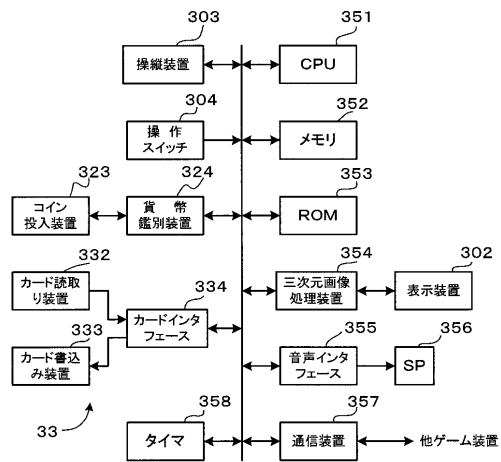 303
操縦装置
351
CPU
304
操 作
スイッチ
352
メモリ
323
コイン
投入装置
324
貨 幣
鑑別装置
353
ROM
332
カード読取
り装置
334
カードインタ
フェース
333
カード書込
み装置
33
354
三次元画像
処理装置
302
表示装置
355
音声インタ
フェース
356
SP
358
タイマ
357
通信装置
他ゲーム装置